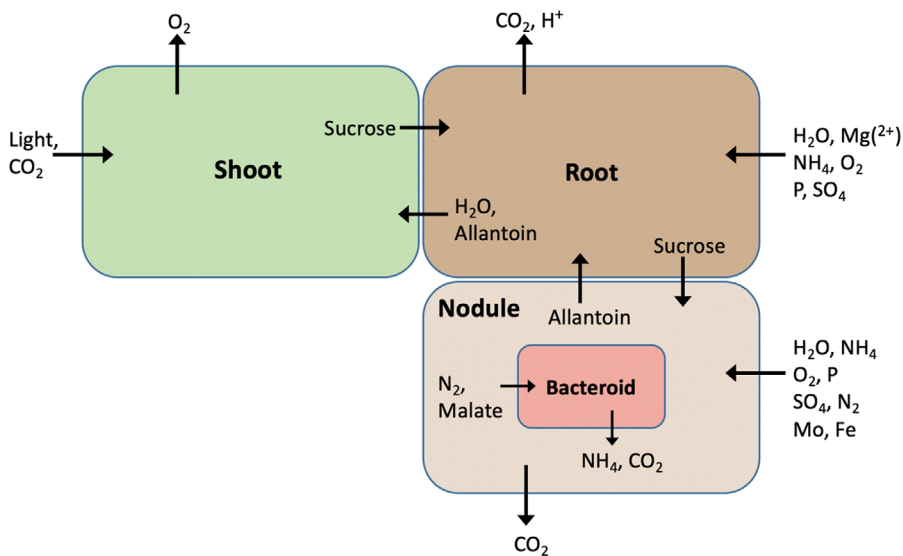 O₂
CO₂, H⁺
Light,
CO₂
Sucrose
Shoot
Root
H₂O, Mg(²⁺)
NH₄, O₂
P, SO₄
H₂O,
Allantoin
Sucrose
Nodule
Allantoin
H₂O, NH₄
O₂, P
SO₄, N₂
Mo, Fe
N₂,
Malate
Bacteroid
NH₄, CO₂
CO₂